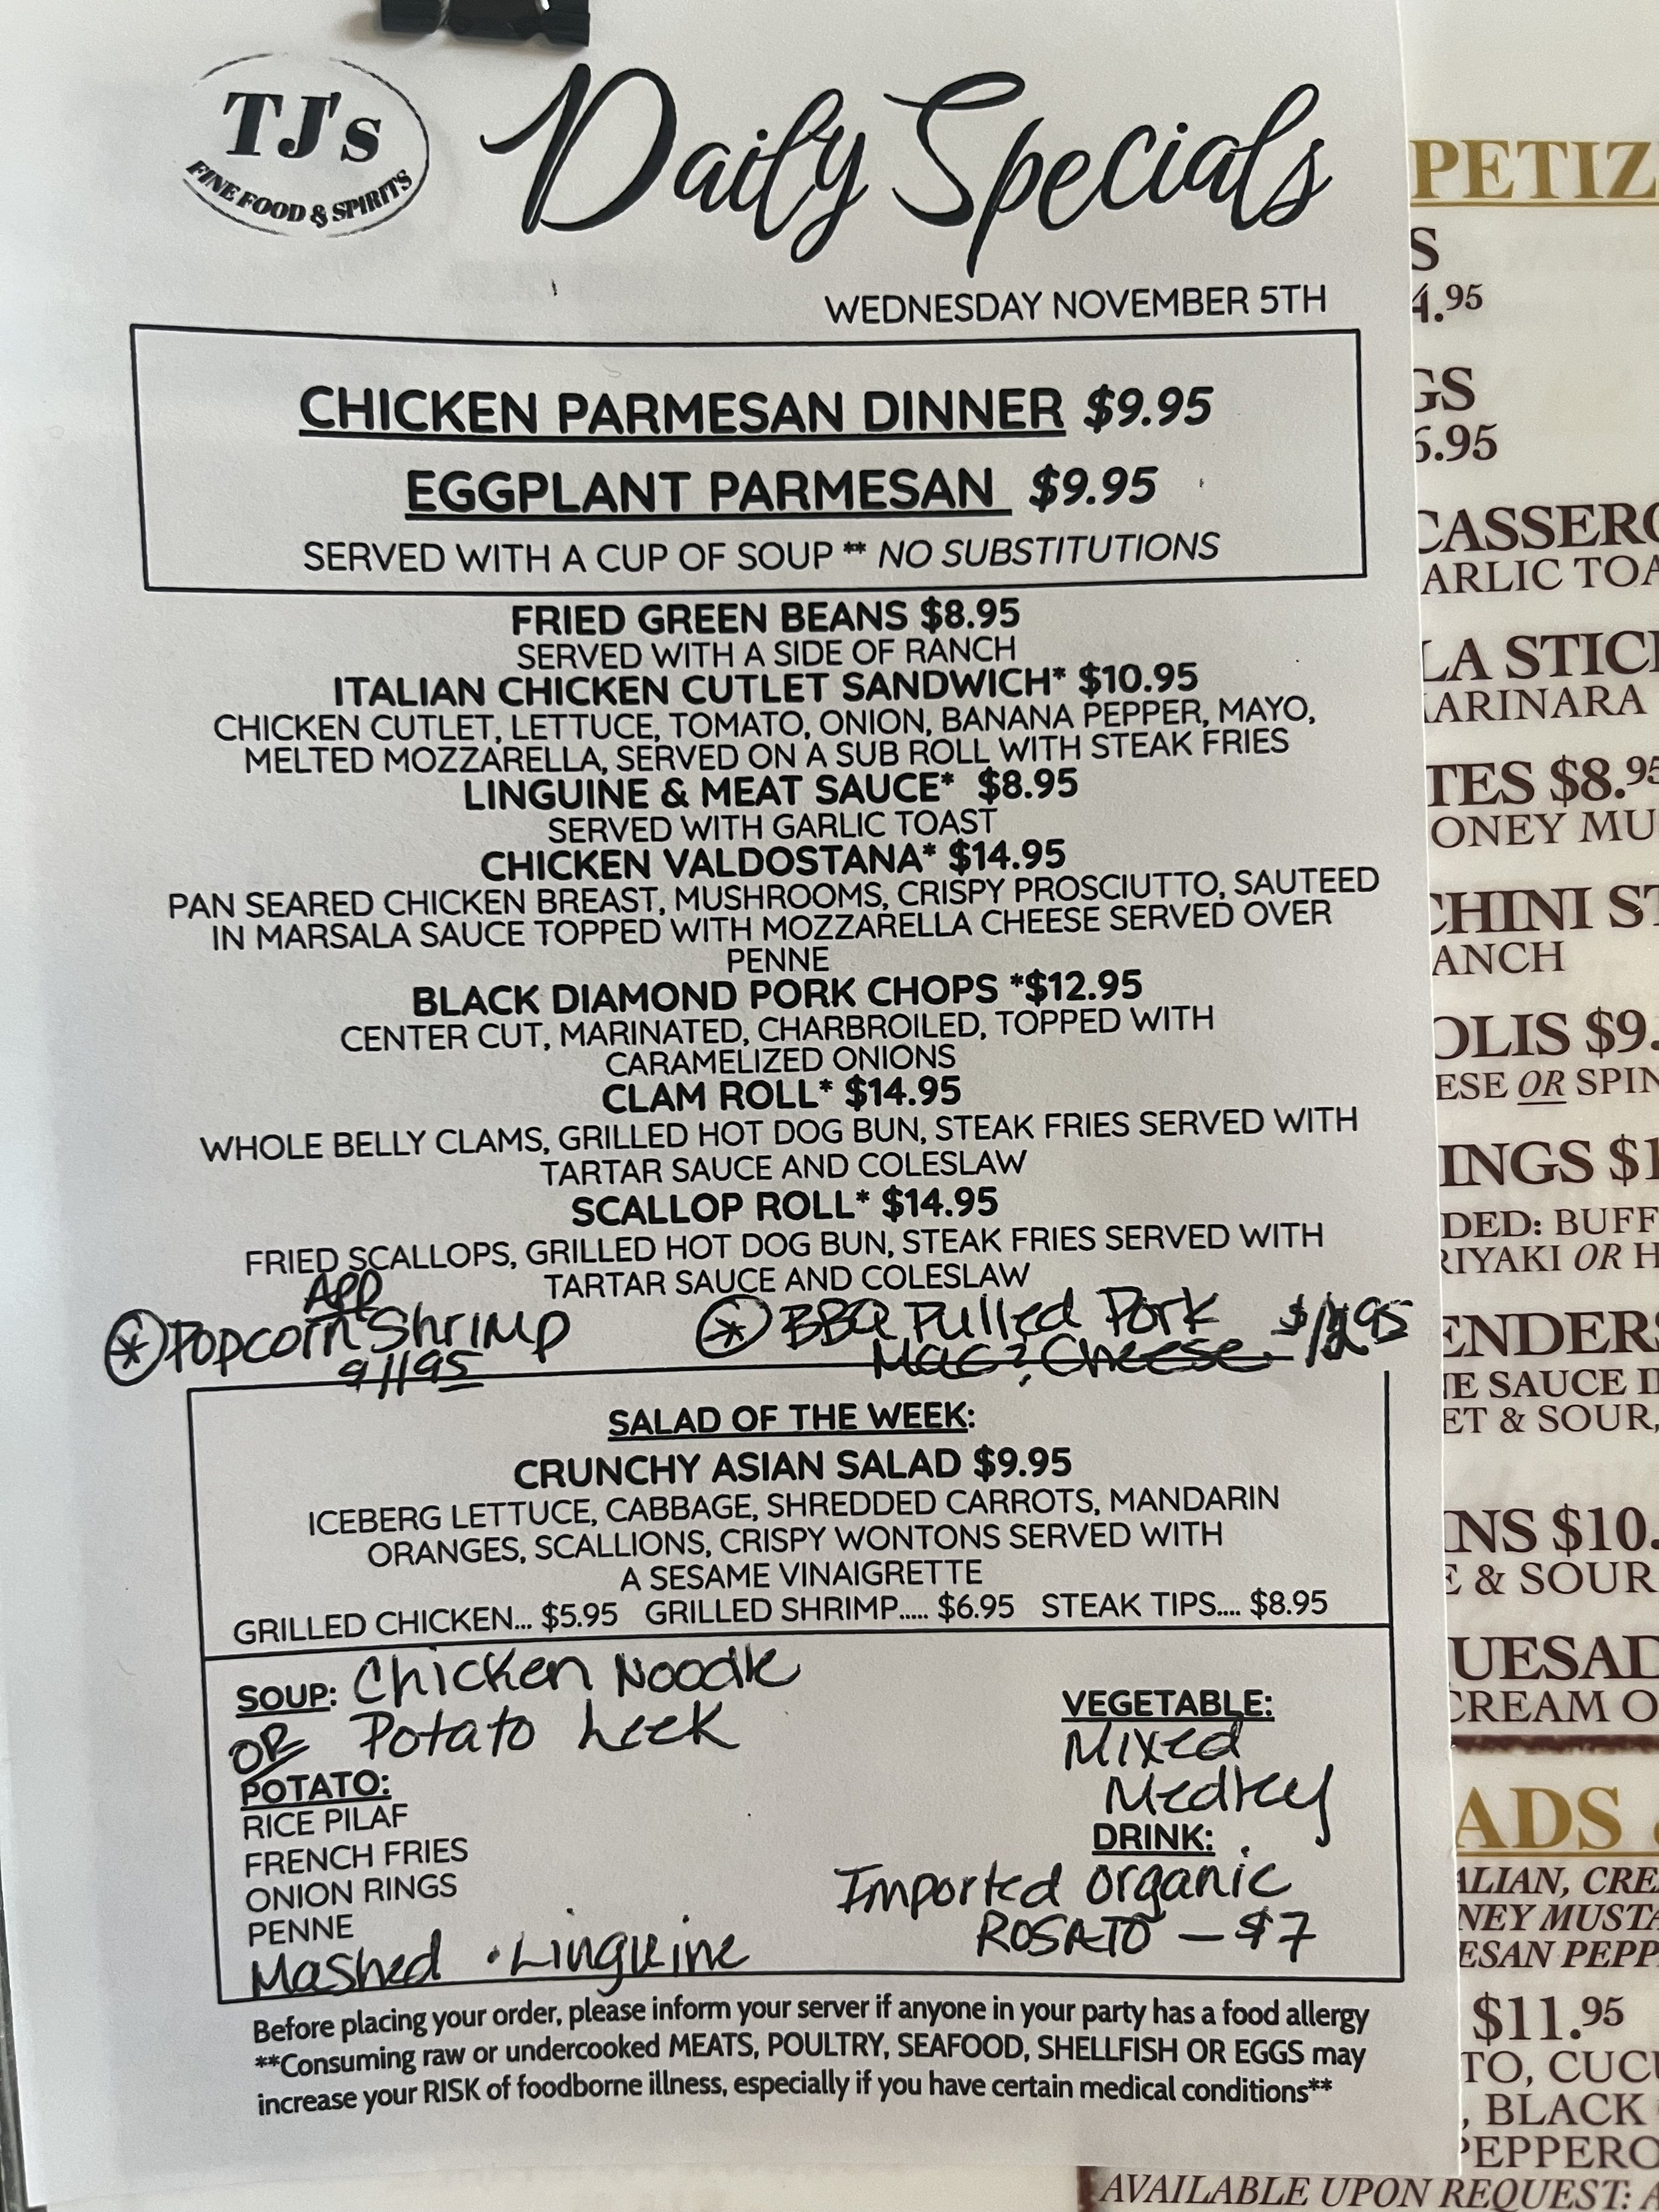 TJ's
FINE FOOD & SPIRITS
Daily Specials
WEDNESDAY NOVEMBER 5TH
CHICKEN PARMESAN DINNER $9.95
EGGPLANT PARMESAN $9.95
SERVED WITH A CUP OF SOUP ** NO SUBSTITUTIONS
FRIED GREEN BEANS $8.95
SERVED WITH A SIDE OF RANCH
ITALIAN CHICKEN CUTLET SANDWICH* $10.95
CHICKEN CUTLET, LETTUCE, TOMATO, ONION, BANANA PEPPER, MAYO,
MELTED MOZZARELLA, SERVED ON A SUB ROLL WITH STEAK FRIES
LINGUINE & MEAT SAUCE* $8.95
SERVED WITH GARLIC TOAST
CHICKEN VALDOSTANA* $14.95
PAN SEARED CHICKEN BREAST, MUSHROOMS, CRISPY PROSCIUTTO, SAUTEED
IN MARSALA SAUCE TOPPED WITH MOZZARELLA CHEESE SERVED OVER
PENNE
BLACK DIAMOND PORK CHOPS *$12.95
CENTER CUT, MARINATED, CHARBROILED, TOPPED WITH
CARAMELIZED ONIONS
CLAM ROLL* $14.95
WHOLE BELLY CLAMS, GRILLED HOT DOG BUN, STEAK FRIES SERVED WITH
TARTAR SAUCE AND COLESLAW
SCALLOP ROLL* $14.95
FRIED SCALLOPS, GRILLED HOT DOG BUN, STEAK FRIES SERVED WITH
TARTAR SAUCE AND COLESLAW
APP
* Popcorn Shrimp
* BBQ Pulled Pork
Mac & Cheese
SALAD OF THE WEEK:
CRUNCHY ASIAN SALAD $9.95
ICEBERG LETTUCE, CABBAGE, SHREDDED CARROTS, MANDARIN
ORANGES, SCALLIONS, CRISPY WONTONS SERVED WITH
A SESAME VINAIGRETTE
GRILLED CHICKEN... $5.95 GRILLED SHRIMP..... $6.95 STEAK TIPS.... $8.95
SOUP: Chicken Noodle
OR Potato Leek
POTATO:
RICE PILAF
FRENCH FRIES
ONION RINGS
PENNE
Mashed • Linguine
VEGETABLE:
Mixed
Medley
DRINK:
Imported organic
ROSATO — $7
Before placing your order, please inform your server if anyone in your party has a food allergy
**Consuming raw or undercooked MEATS, POULTRY, SEAFOOD, SHELLFISH OR EGGS may
increase your RISK of foodborne illness, especially if you have certain medical conditions**
PETIZ
S
4.95
GS
6.95
CASSERO
ARLIC TOA
LA STIC
ARINARA
TES $8.95
ONEY MU
CHINI ST
ANCH
OLIS $9.
ESE OR SPIN
INGS $1
DED: BUFF
RIYAKI OR H
ENDERS
E SAUCE
ET & SOUR,
NS $10.
E & SOUR
UESAD
CREAM O
ADS
ALIAN, CRE
NEY MUSTA
ESAN PEPP
$11.95
TO, CUCU
, BLACK
PEPPERO
AVAILABLE UPON REQUEST: A